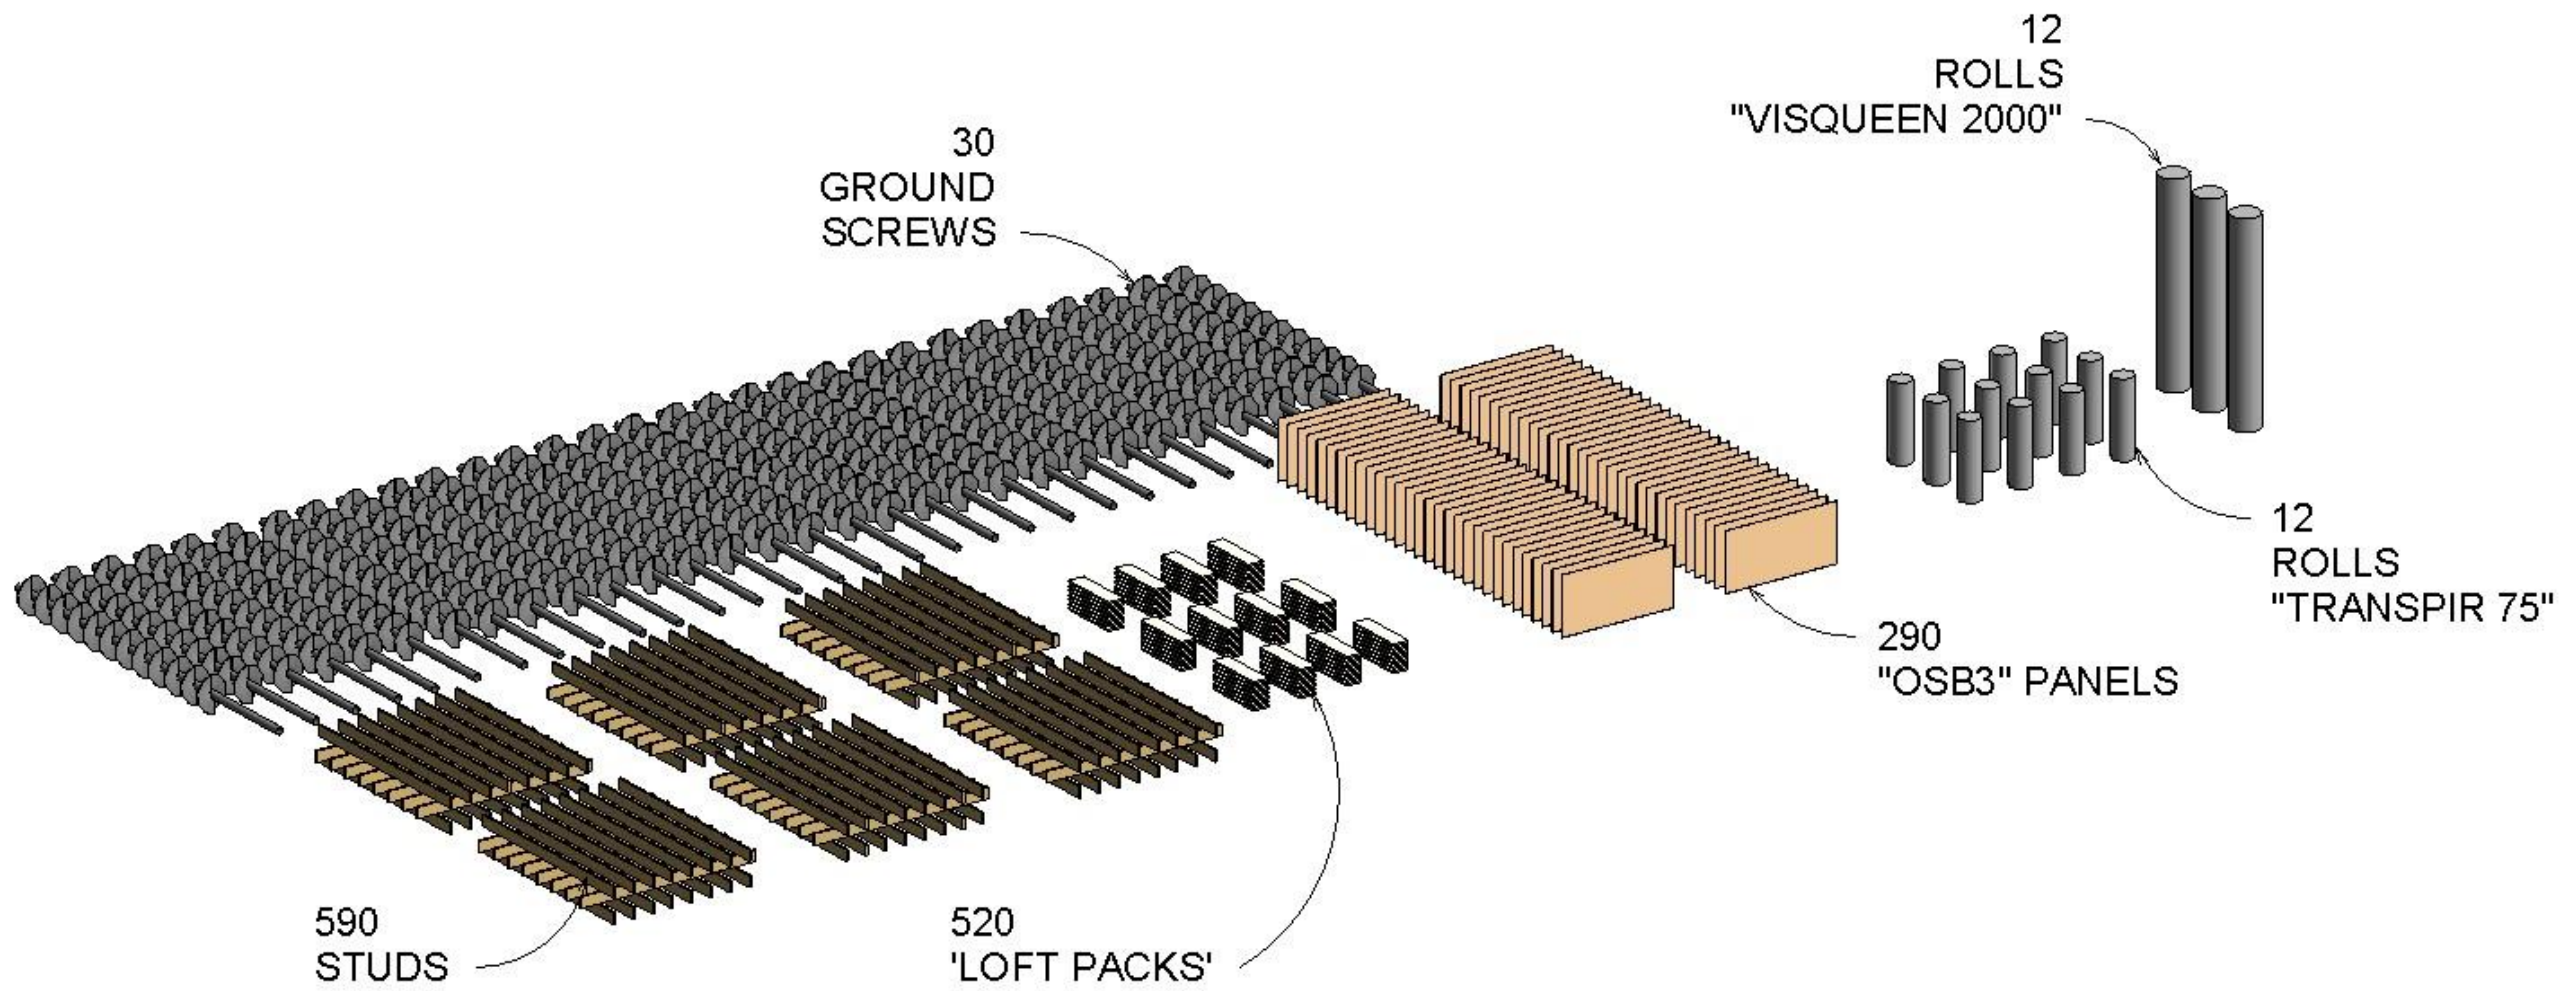 12
ROLLS
"VISQUEEN 2000"
30
GROUND
SCREWS
12
ROLLS
"TRANSPIR 75"
290
"OSB3" PANELS
590
STUDS
520
'LOFT PACKS'